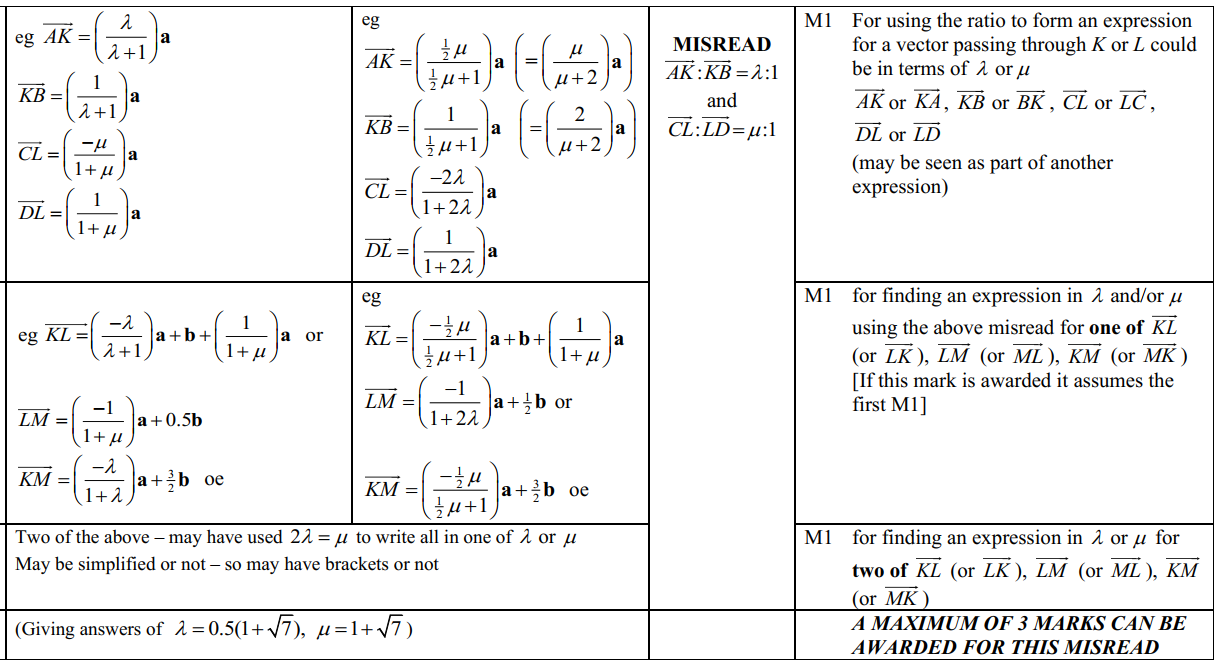 eg $\overrightarrow{AK} = \left(\frac{\lambda}{\lambda+1}\right)\mathbf{a}$
$\overrightarrow{KB} = \left(\frac{1}{\lambda+1}\right)\mathbf{a}$
$\overrightarrow{CL} = \left(\frac{-\mu}{1+\mu}\right)\mathbf{a}$
$\overrightarrow{DL} = \left(\frac{1}{1+\mu}\right)\mathbf{a}$
eg
$\overrightarrow{AK} = \left(\frac{\frac{1}{2}\mu}{\frac{1}{2}\mu+1}\right)\mathbf{a} \left(=\left(\frac{\mu}{\mu+2}\right)\mathbf{a}\right)$
$\overrightarrow{KB} = \left(\frac{1}{\frac{1}{2}\mu+1}\right)\mathbf{a} \left(=\left(\frac{2}{\mu+2}\right)\mathbf{a}\right)$
$\overrightarrow{CL} = \left(\frac{-2\lambda}{1+2\lambda}\right)\mathbf{a}$
$\overrightarrow{DL} = \left(\frac{1}{1+2\lambda}\right)\mathbf{a}$
MISREAD
$\overrightarrow{AK}:\overrightarrow{KB} = \lambda:1$
and
$\overrightarrow{CL}:\overrightarrow{LD} = \mu:1$
M1 For using the ratio to form an expression
for a vector passing through K or L could
be in terms of λ or μ
$\overrightarrow{AK}$ or $\overrightarrow{KA}$, $\overrightarrow{KB}$ or $\overrightarrow{BK}$, $\overrightarrow{CL}$ or $\overrightarrow{LC}$,
$\overrightarrow{DL}$ or $\overrightarrow{LD}$
(may be seen as part of another
expression)
eg $\overrightarrow{KL} = \left(\frac{-\lambda}{\lambda+1}\right)\mathbf{a}+\mathbf{b}+\left(\frac{1}{1+\mu}\right)\mathbf{a}$ or
$\overrightarrow{LM} = \left(\frac{-1}{1+\mu}\right)\mathbf{a}+0.5\mathbf{b}$
$\overrightarrow{KM} = \left(\frac{-\lambda}{1+\lambda}\right)\mathbf{a}+\frac{3}{2}\mathbf{b}$ oe
eg
$\overrightarrow{KL} = \left(\frac{-\frac{1}{2}\mu}{\frac{1}{2}\mu+1}\right)\mathbf{a}+\mathbf{b}+\left(\frac{1}{1+\mu}\right)\mathbf{a}$
$\overrightarrow{LM} = \left(\frac{-1}{1+2\lambda}\right)\mathbf{a}+\frac{1}{2}\mathbf{b}$ or
$\overrightarrow{KM} = \left(\frac{-\frac{1}{2}\mu}{\frac{1}{2}\mu+1}\right)\mathbf{a}+\frac{3}{2}\mathbf{b}$ oe
M1 for finding an expression in λ and/or μ
using the above misread for one of $\overrightarrow{KL}$
(or $\overrightarrow{LK}$), $\overrightarrow{LM}$ (or $\overrightarrow{ML}$), $\overrightarrow{KM}$ (or $\overrightarrow{MK}$)
[If this mark is awarded it assumes the
first M1]
Two of the above – may have used 2λ = μ to write all in one of λ or μ
May be simplified or not – so may have brackets or not
M1 for finding an expression in λ or μ for
two of $\overrightarrow{KL}$ (or $\overrightarrow{LK}$), $\overrightarrow{LM}$ (or $\overrightarrow{ML}$), $\overrightarrow{KM}$
(or $\overrightarrow{MK}$)
(Giving answers of λ = 0.5(1+√7), μ = 1+√7)
A MAXIMUM OF 3 MARKS CAN BE
AWARDED FOR THIS MISREAD